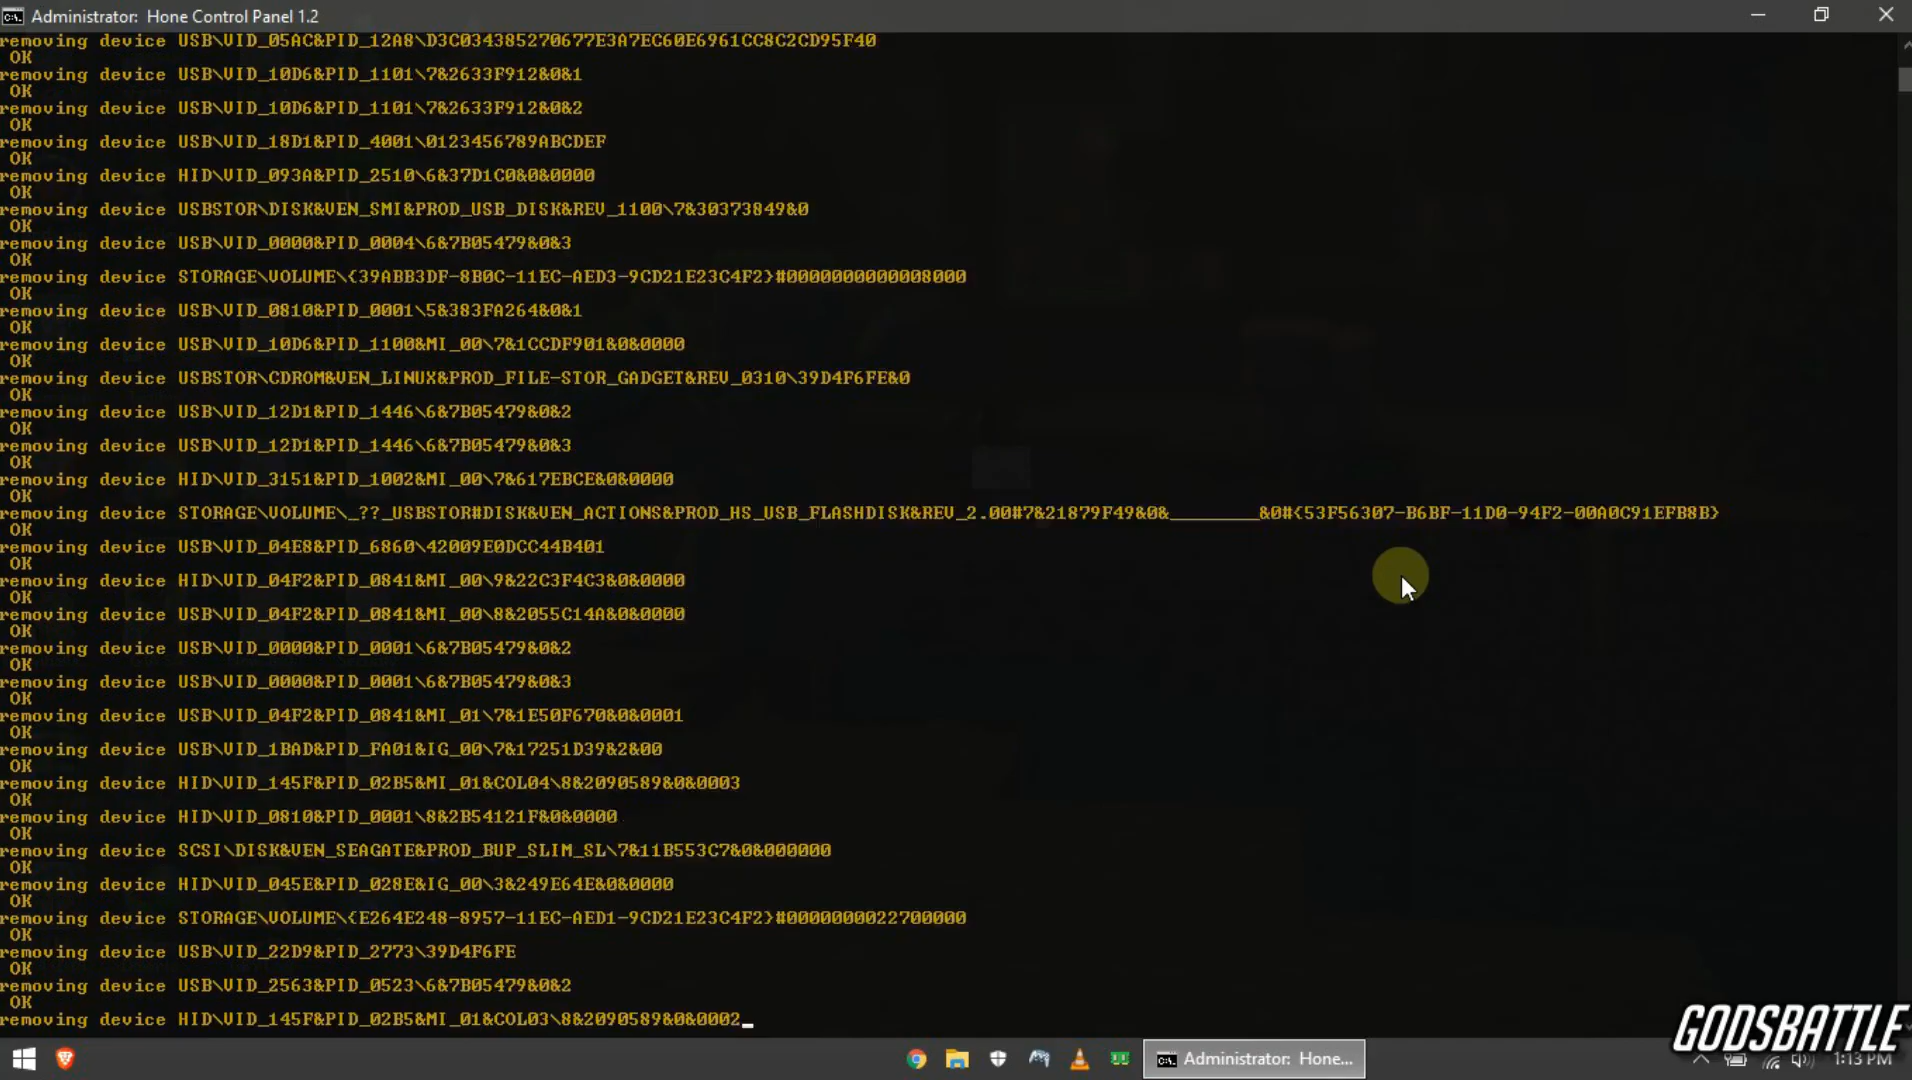 Administrator: Hone Control Panel 1.2
removing device USB\VID_05AC&PID_12A8\D3C034385270677E3A7EC60E6961CC8C2CD95F40
OK
removing device USB\VID_10D6&PID_1101\7&2633F912&0&1
OK
removing device USB\VID_10D6&PID_1101\7&2633F912&0&2
OK
removing device USB\VID_18D1&PID_4001\0123456789ABCDEF
OK
removing device HID\VID_093A&PID_2510\6&37D1C0&0&0000
OK
removing device USBSTOR\DISK&VEN_SMI&PROD_USB_DISK&REV_1100\7&30373849&0
OK
removing device USB\VID_0000&PID_0004\6&7B05479&0&3
OK
removing device STORAGE\VOLUME\{39ABB3DF-8B0C-11EC-AED3-9CD21E23C4F2}#0000000000008000
OK
removing device USB\VID_0810&PID_0001\5&383FA264&0&1
OK
removing device USB\VID_10D6&PID_1100&MI_00\7&1CCDF901&0&0000
OK
removing device USBSTOR\CDROM&VEN_LINUX&PROD_FILE-STOR_GADGET&REV_0310\39D4F6FE&0
OK
removing device USB\VID_12D1&PID_1446\6&7B05479&0&2
OK
removing device USB\VID_12D1&PID_1446\6&7B05479&0&3
OK
removing device HID\VID_3151&PID_1002&MI_00\7&617EBCE&0&0000
OK
removing device STORAGE\VOLUME\_??_USBSTOR#DISK&VEN_ACTIONS&PROD_HS_USB_FLASHDISK&REV_2.00#7&21879F49&0&________&0#{53F56307-B6BF-11D0-94F2-00A0C91EFB8B}
OK
removing device USB\VID_04E8&PID_6860\42009E0DCC44B401
OK
removing device HID\VID_04F2&PID_0841&MI_00\9&22C3F4C3&0&0000
OK
removing device USB\VID_04F2&PID_0841&MI_00\8&2055C14A&0&0000
OK
removing device USB\VID_0000&PID_0001\6&7B05479&0&2
OK
removing device USB\VID_0000&PID_0001\6&7B05479&0&3
OK
removing device USB\VID_04F2&PID_0841&MI_01\7&1E50F670&0&0001
OK
removing device USB\VID_1BAD&PID_FA01&IG_00\7&17251D39&2&00
OK
removing device HID\VID_145F&PID_02B5&MI_01&COL04\8&2090589&0&0003
OK
removing device HID\VID_0810&PID_0001\8&2B54121F&0&0000
OK
removing device SCSI\DISK&VEN_SEAGATE&PROD_BUP_SLIM_SL\7&11B553C7&0&000000
OK
removing device HID\VID_045E&PID_028E&IG_00\3&249E64E&0&0000
OK
removing device STORAGE\VOLUME\{E264E248-8957-11EC-AED1-9CD21E23C4F2}#0000000022700000
OK
removing device USB\VID_22D9&PID_2773\39D4F6FE
OK
removing device USB\VID_2563&PID_0523\6&7B05479&0&2
OK
removing device HID\VID_145F&PID_02B5&MI_01&COL03\8&2090589&0&0002_
GODSBATTLE
Administrator: Hone...
1:13 PM